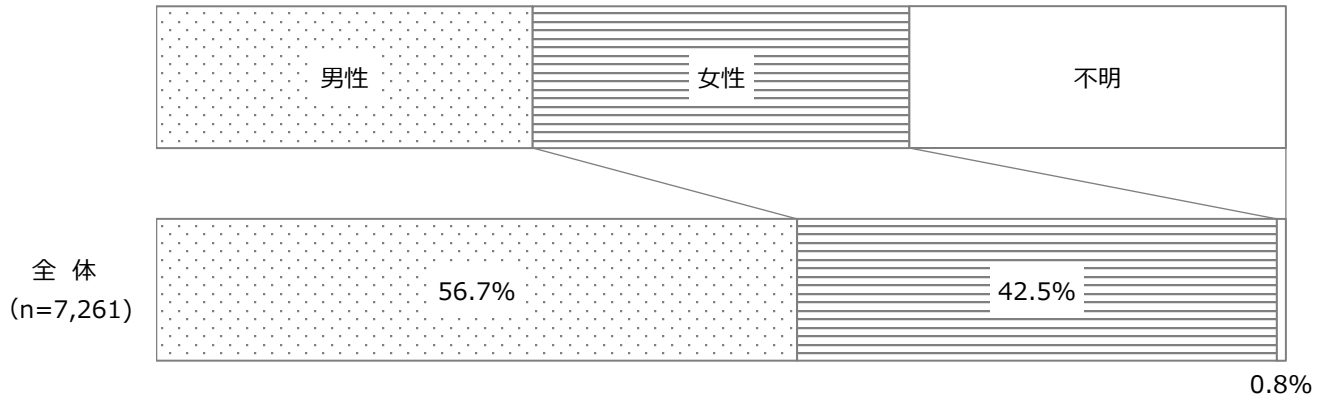 男性
女性
不明
全 体
(n=7,261)
56.7%
42.5%
0.8%